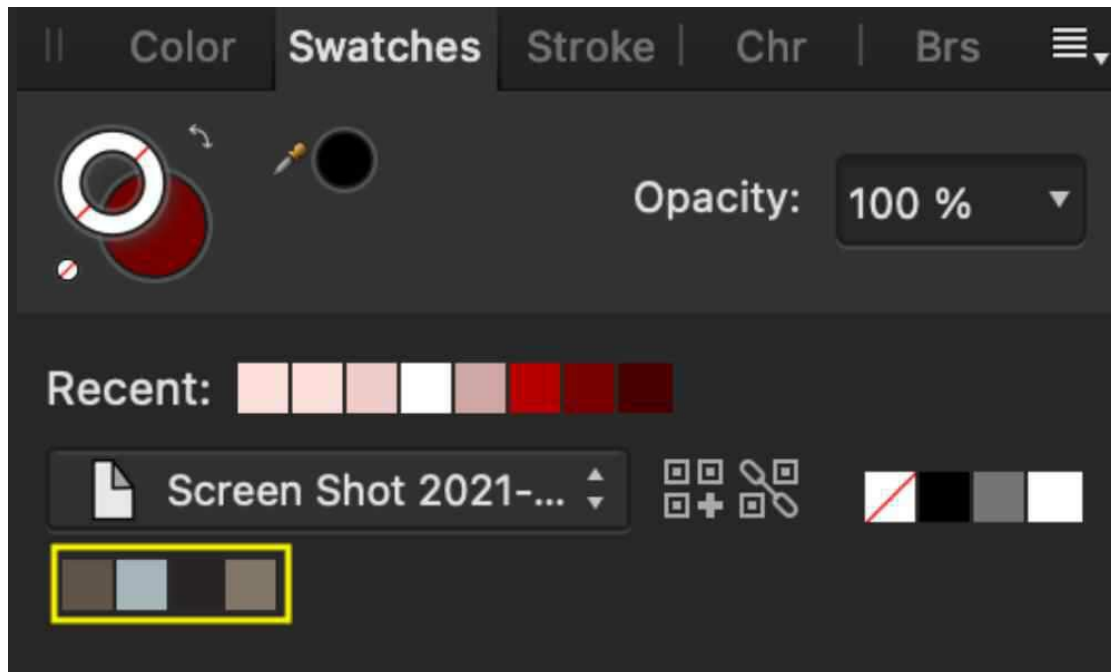 Color Swatches Stroke Chr Brs
Opacity: 100 %
Recent:
Screen Shot 2021-...